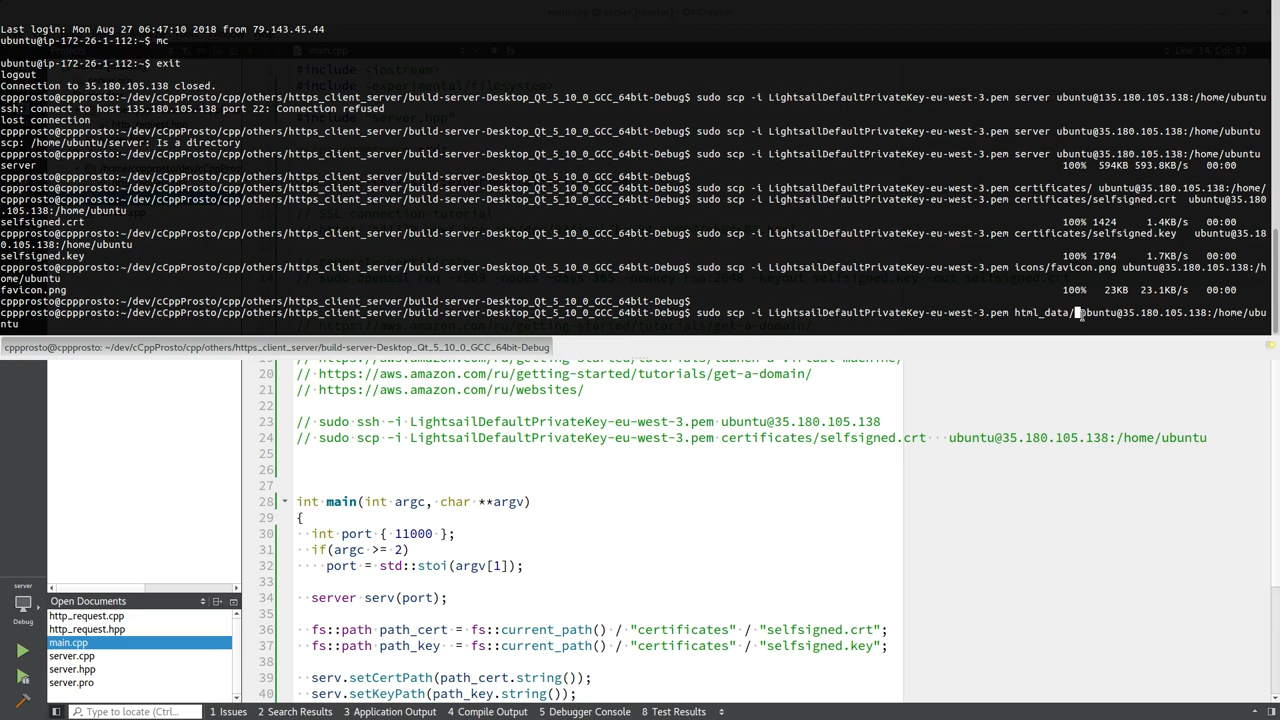 Last login: Mon Aug 27 06:47:10 2018 from 79.143.45.44
ubuntu@ip-172-26-1-112:~$ mc
ubuntu@ip-172-26-1-112:~$ exit
logout
Connection to 35.180.105.138 closed.
cppprosto@cppprosto:~/dev/cCppProsto/cpp/others/https_client_server/build-server-Desktop_Qt_5_10_0_GCC_64bit-Debug$ sudo scp -i LightsailDefaultPrivateKey-eu-west-3.pem server ubuntu@135.180.105.138:/home/ubuntu
ssh: connect to host 135.180.105.138 port 22: Connection refused
lost connection
cppprosto@cppprosto:~/dev/cCppProsto/cpp/others/https_client_server/build-server-Desktop_Qt_5_10_0_GCC_64bit-Debug$ sudo scp -i LightsailDefaultPrivateKey-eu-west-3.pem server ubuntu@35.180.105.138:/home/ubuntu
scp: /home/ubuntu/server: Is a directory
cppprosto@cppprosto:~/dev/cCppProsto/cpp/others/https_client_server/build-server-Desktop_Qt_5_10_0_GCC_64bit-Debug$ sudo scp -i LightsailDefaultPrivateKey-eu-west-3.pem server ubuntu@35.180.105.138:/home/ubuntu
server 100% 594KB 593.8KB/s 00:00
cppprosto@cppprosto:~/dev/cCppProsto/cpp/others/https_client_server/build-server-Desktop_Qt_5_10_0_GCC_64bit-Debug$
cppprosto@cppprosto:~/dev/cCppProsto/cpp/others/https_client_server/build-server-Desktop_Qt_5_10_0_GCC_64bit-Debug$ sudo scp -i LightsailDefaultPrivateKey-eu-west-3.pem certificates/ ubuntu@35.180.105.138:/home/
cppprosto@cppprosto:~/dev/cCppProsto/cpp/others/https_client_server/build-server-Desktop_Qt_5_10_0_GCC_64bit-Debug$ sudo scp -i LightsailDefaultPrivateKey-eu-west-3.pem certificates/selfsigned.crt ubuntu@35.180
.105.138:/home/ubuntu
selfsigned.crt 100% 1424 1.4KB/s 00:00
cppprosto@cppprosto:~/dev/cCppProsto/cpp/others/https_client_server/build-server-Desktop_Qt_5_10_0_GCC_64bit-Debug$ sudo scp -i LightsailDefaultPrivateKey-eu-west-3.pem certificates/selfsigned.key ubuntu@35.18
0.105.138:/home/ubuntu
selfsigned.key 100% 1704 1.7KB/s 00:00
cppprosto@cppprosto:~/dev/cCppProsto/cpp/others/https_client_server/build-server-Desktop_Qt_5_10_0_GCC_64bit-Debug$ sudo scp -i LightsailDefaultPrivateKey-eu-west-3.pem icons/favicon.png ubuntu@35.180.105.138:/h
ome/ubuntu
favicon.png 100% 23KB 23.1KB/s 00:00
cppprosto@cppprosto:~/dev/cCppProsto/cpp/others/https_client_server/build-server-Desktop_Qt_5_10_0_GCC_64bit-Debug$
cppprosto@cppprosto:~/dev/cCppProsto/cpp/others/https_client_server/build-server-Desktop_Qt_5_10_0_GCC_64bit-Debug$ sudo scp -i LightsailDefaultPrivateKey-eu-west-3.pem html_data/ ubuntu@35.180.105.138:/home/ubu
ntu
cppprosto@cppprosto: ~/dev/cCppProsto/cpp/others/https_client_server/build-server-Desktop_Qt_5_10_0_GCC_64bit-Debug
20 // https://aws.amazon.com/ru/getting-started/tutorials/get-a-domain/
21 // https://aws.amazon.com/ru/websites/
22
23 // sudo ssh -i LightsailDefaultPrivateKey-eu-west-3.pem ubuntu@35.180.105.138
24 // sudo scp -i LightsailDefaultPrivateKey-eu-west-3.pem certificates/selfsigned.crt ubuntu@35.180.105.138:/home/ubuntu
25
26
27
28 int main(int argc, char **argv)
29 {
30 int port { 11000 };
31 if(argc >= 2)
32 port = std::stoi(argv[1]);
33
34 server serv(port);
35
36 fs::path path_cert = fs::current_path() / "certificates" / "selfsigned.crt";
37 fs::path path_key = fs::current_path() / "certificates" / "selfsigned.key";
38
39 serv.setCertPath(path_cert.string());
40 serv.setKeyPath(path_key.string());
server
Debug
Open Documents
http_request.cpp
http_request.hpp
main.cpp
server.cpp
server.hpp
server.pro
Type to locate (Ctrl...
1 Issues 2 Search Results 3 Application Output 4 Compile Output 5 Debugger Console 8 Test Results